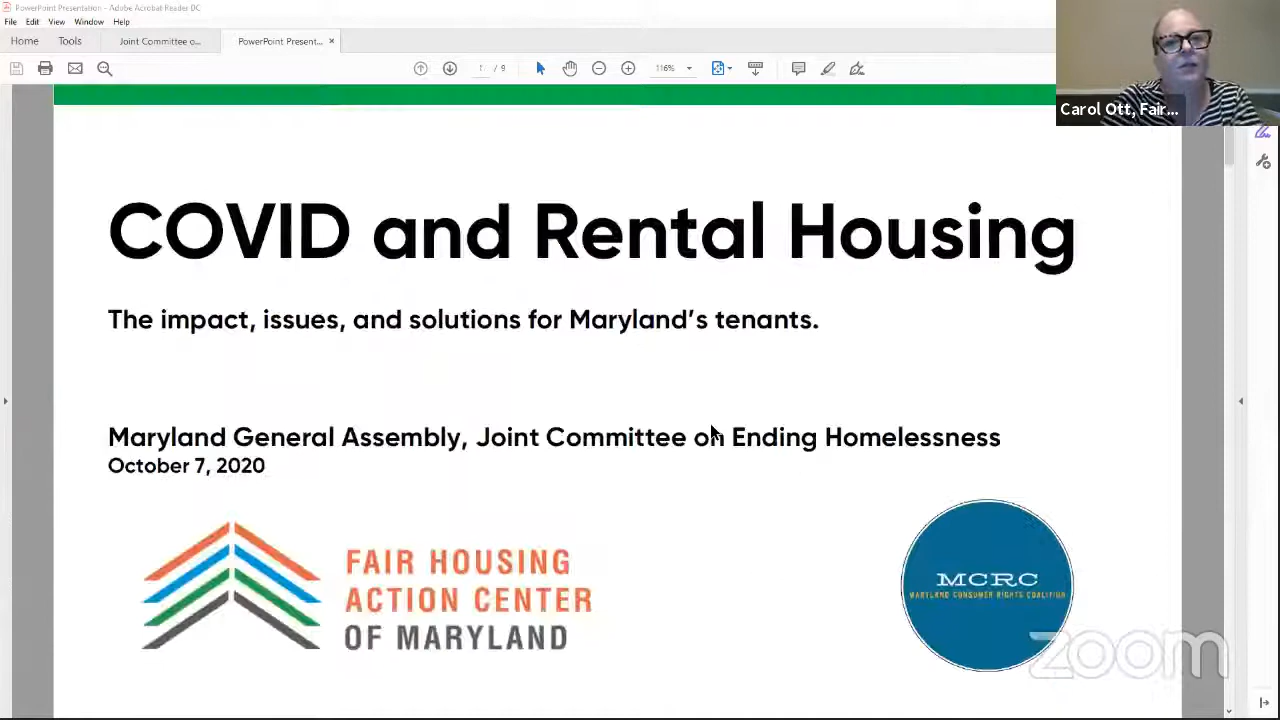 PowerPoint Presentation - Adobe Acrobat Reader DC
File Edit View Window Help
Home Tools Joint Committee o... PowerPoint Present... ×
1 / 9 116%
Carol Ott, Fair...
COVID and Rental Housing
The impact, issues, and solutions for Maryland’s tenants.
Maryland General Assembly, Joint Committee on Ending Homelessness
October 7, 2020
FAIR HOUSING
ACTION CENTER
OF MARYLAND
MCRC
MARYLAND CONSUMER RIGHTS COALITION
zoom